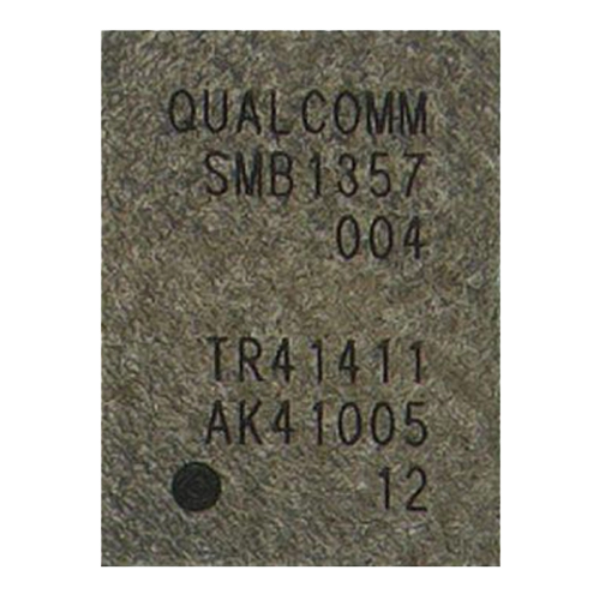 QUALCOMM
SMB1357
004
TR41411
AK41005
12